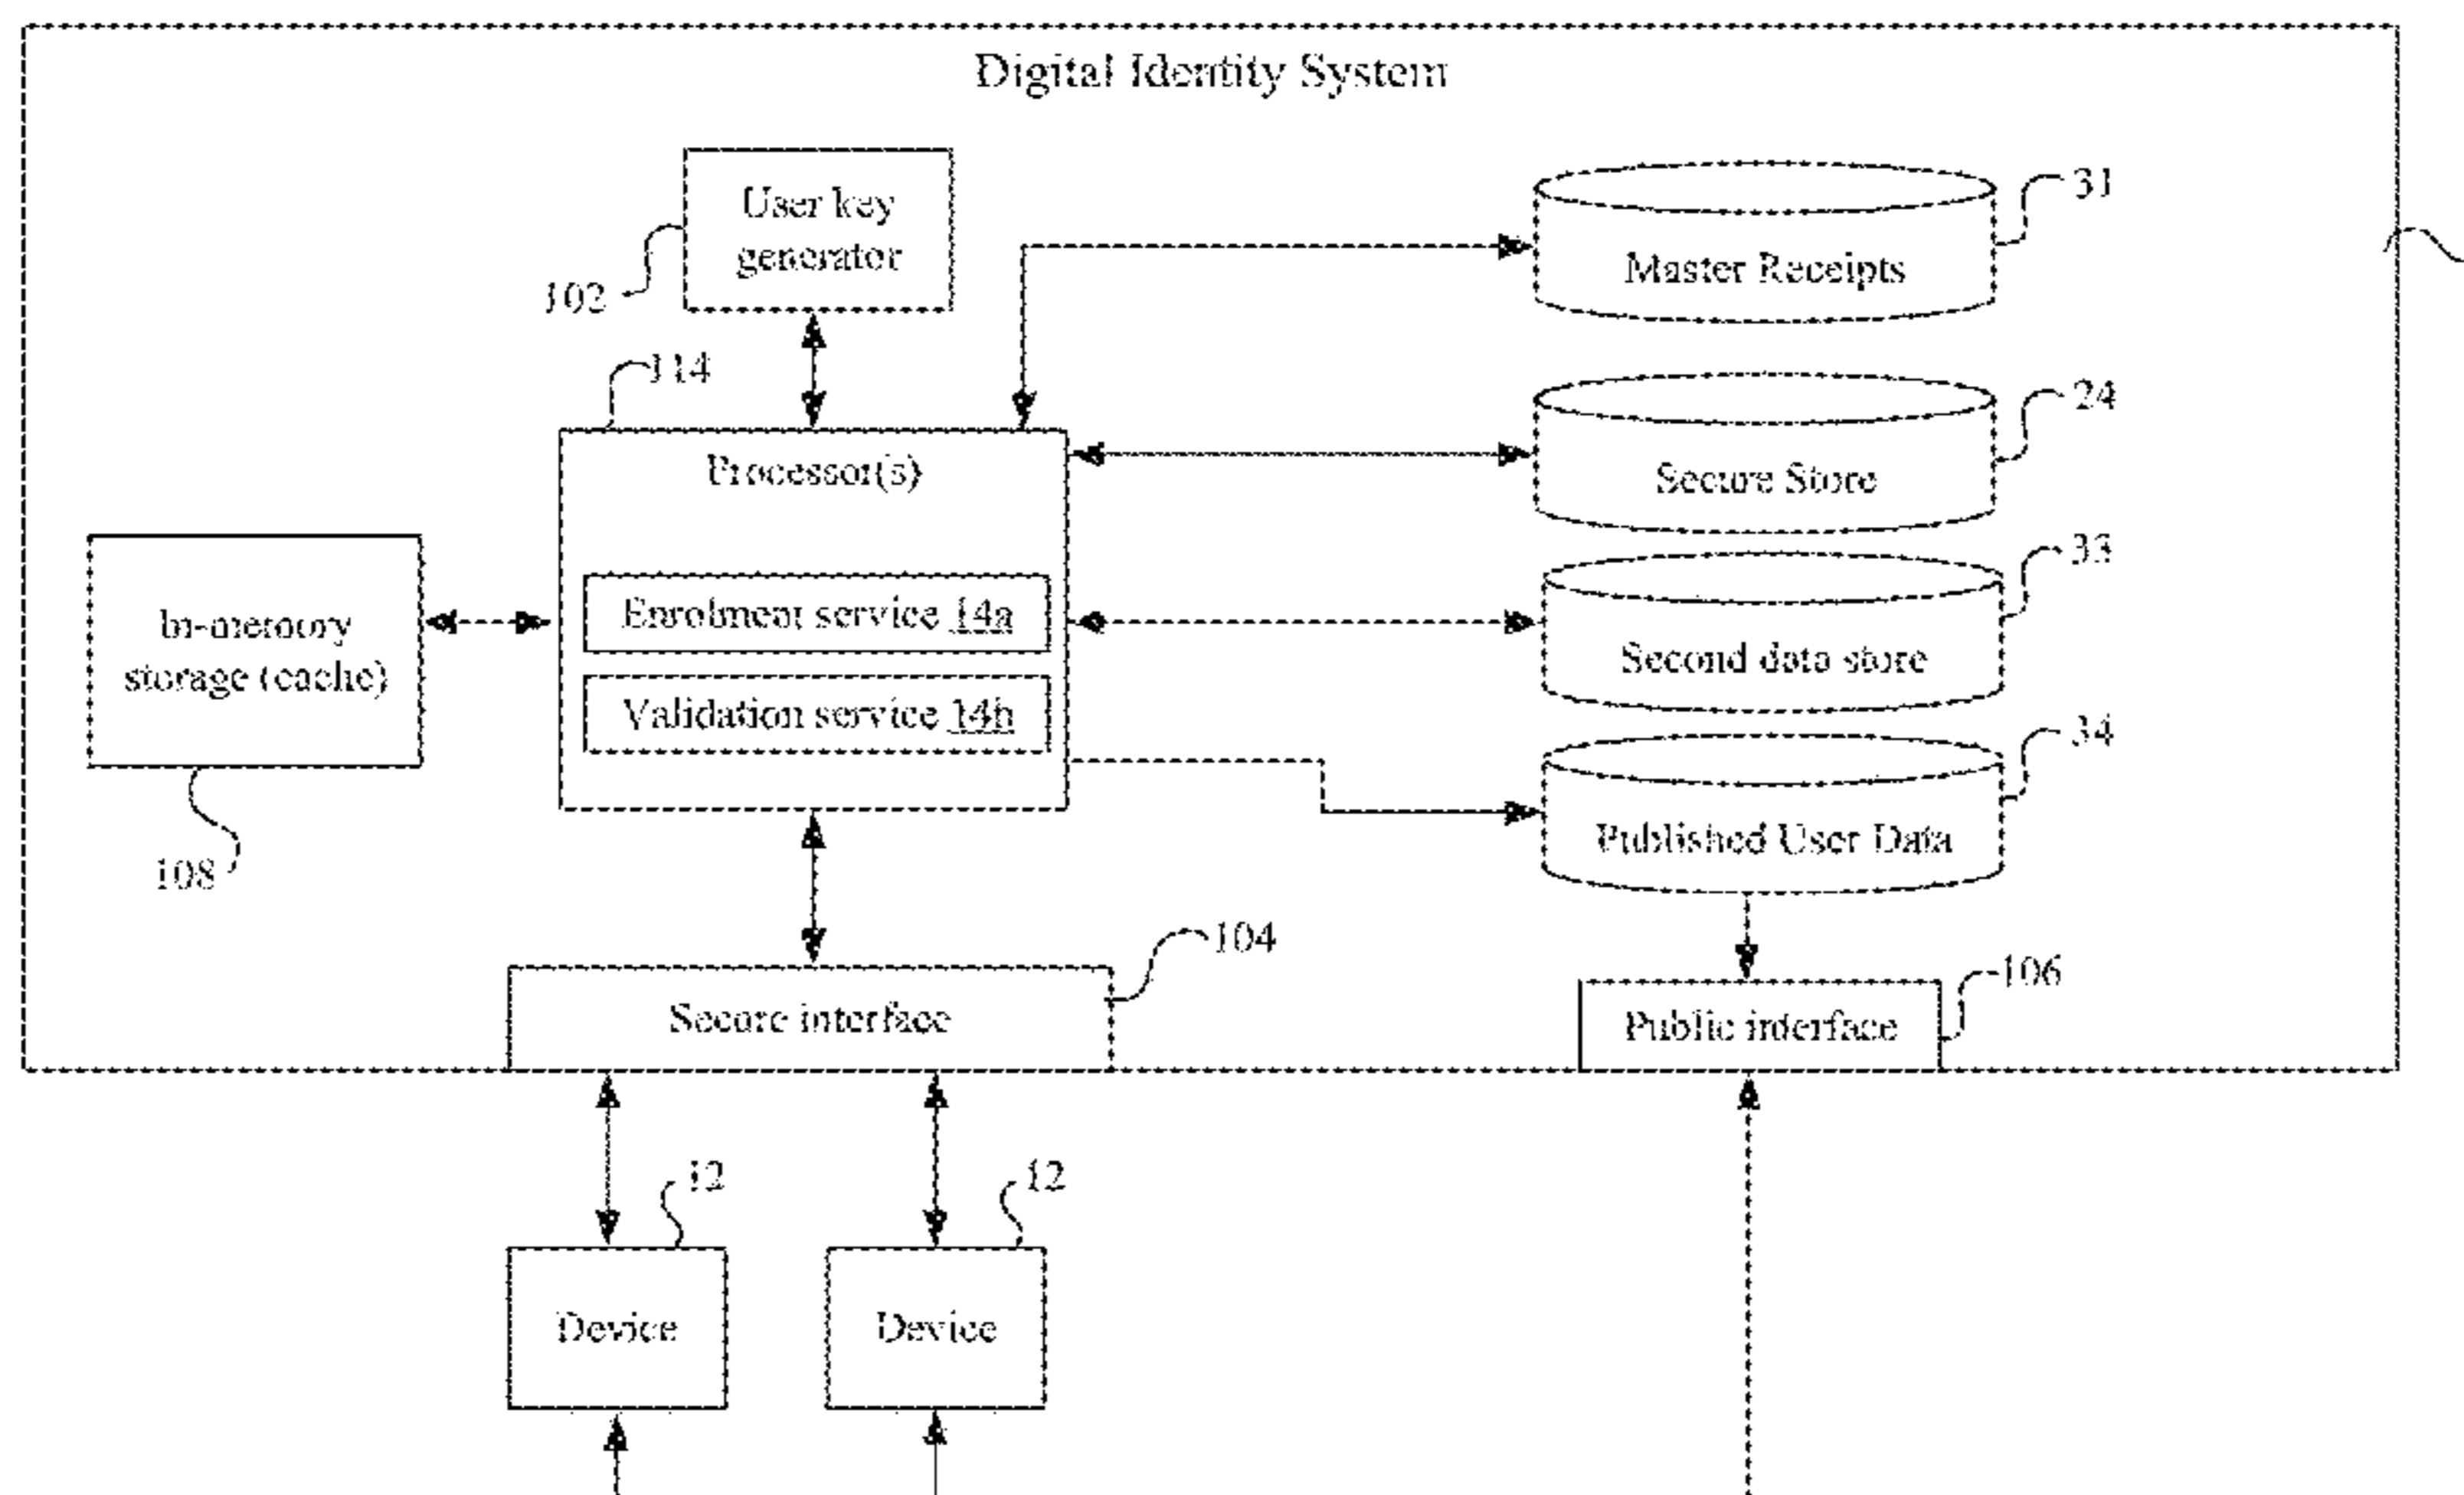 Digital Identity System
User key
generator
102
31
Master Receipts
114
24
Secure Store
Processor(s)
33
In-memory
storage (cache)
Enrolment service 14a
Second data store
Validation service 14b
34
Published User Data
108
104
106
Secure interface
Public interface
12
12
Device
Device